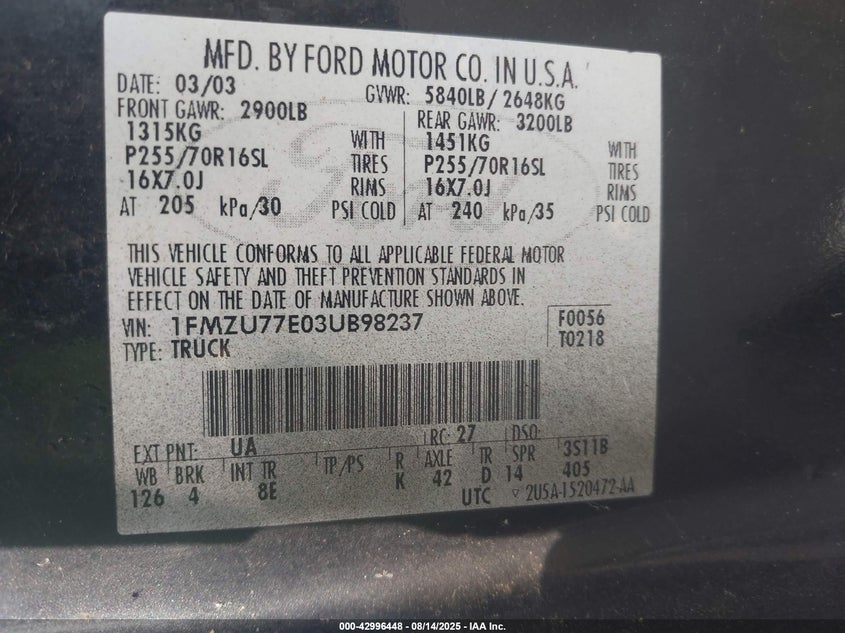 MFD. BY FORD MOTOR CO. IN U.S.A.
DATE: 03/03 GVWR: 5840LB/ 2648KG
FRONT GAWR: 2900LB REAR GAWR: 3200LB
1315KG WITH 1451KG WITH
P255/70R16SL TIRES P255/70R16SL TIRES
16X7.0J RIMS 16X7.0J RIMS
AT 205 kPa/30 PSI COLD AT 240 kPa/35 PSI COLD
THIS VEHICLE CONFORMS TO ALL APPLICABLE FEDERAL MOTOR
VEHICLE SAFETY AND THEFT PREVENTION STANDARDS IN
EFFECT ON THE DATE OF MANUFACTURE SHOWN ABOVE.
VIN: 1FMZU77E03UB98237 F0056
TYPE: TRUCK T0218
EXT PNT: UA RC: 27 DSO:
WB BRK INT TR TP/PS R AXLE TR SPR 3S11B
126 4 8E K 42 D 14 405
UTC 2U5A-1520472-AA
Ford
000-42996448 - 08/14/2025 - IAA Inc.